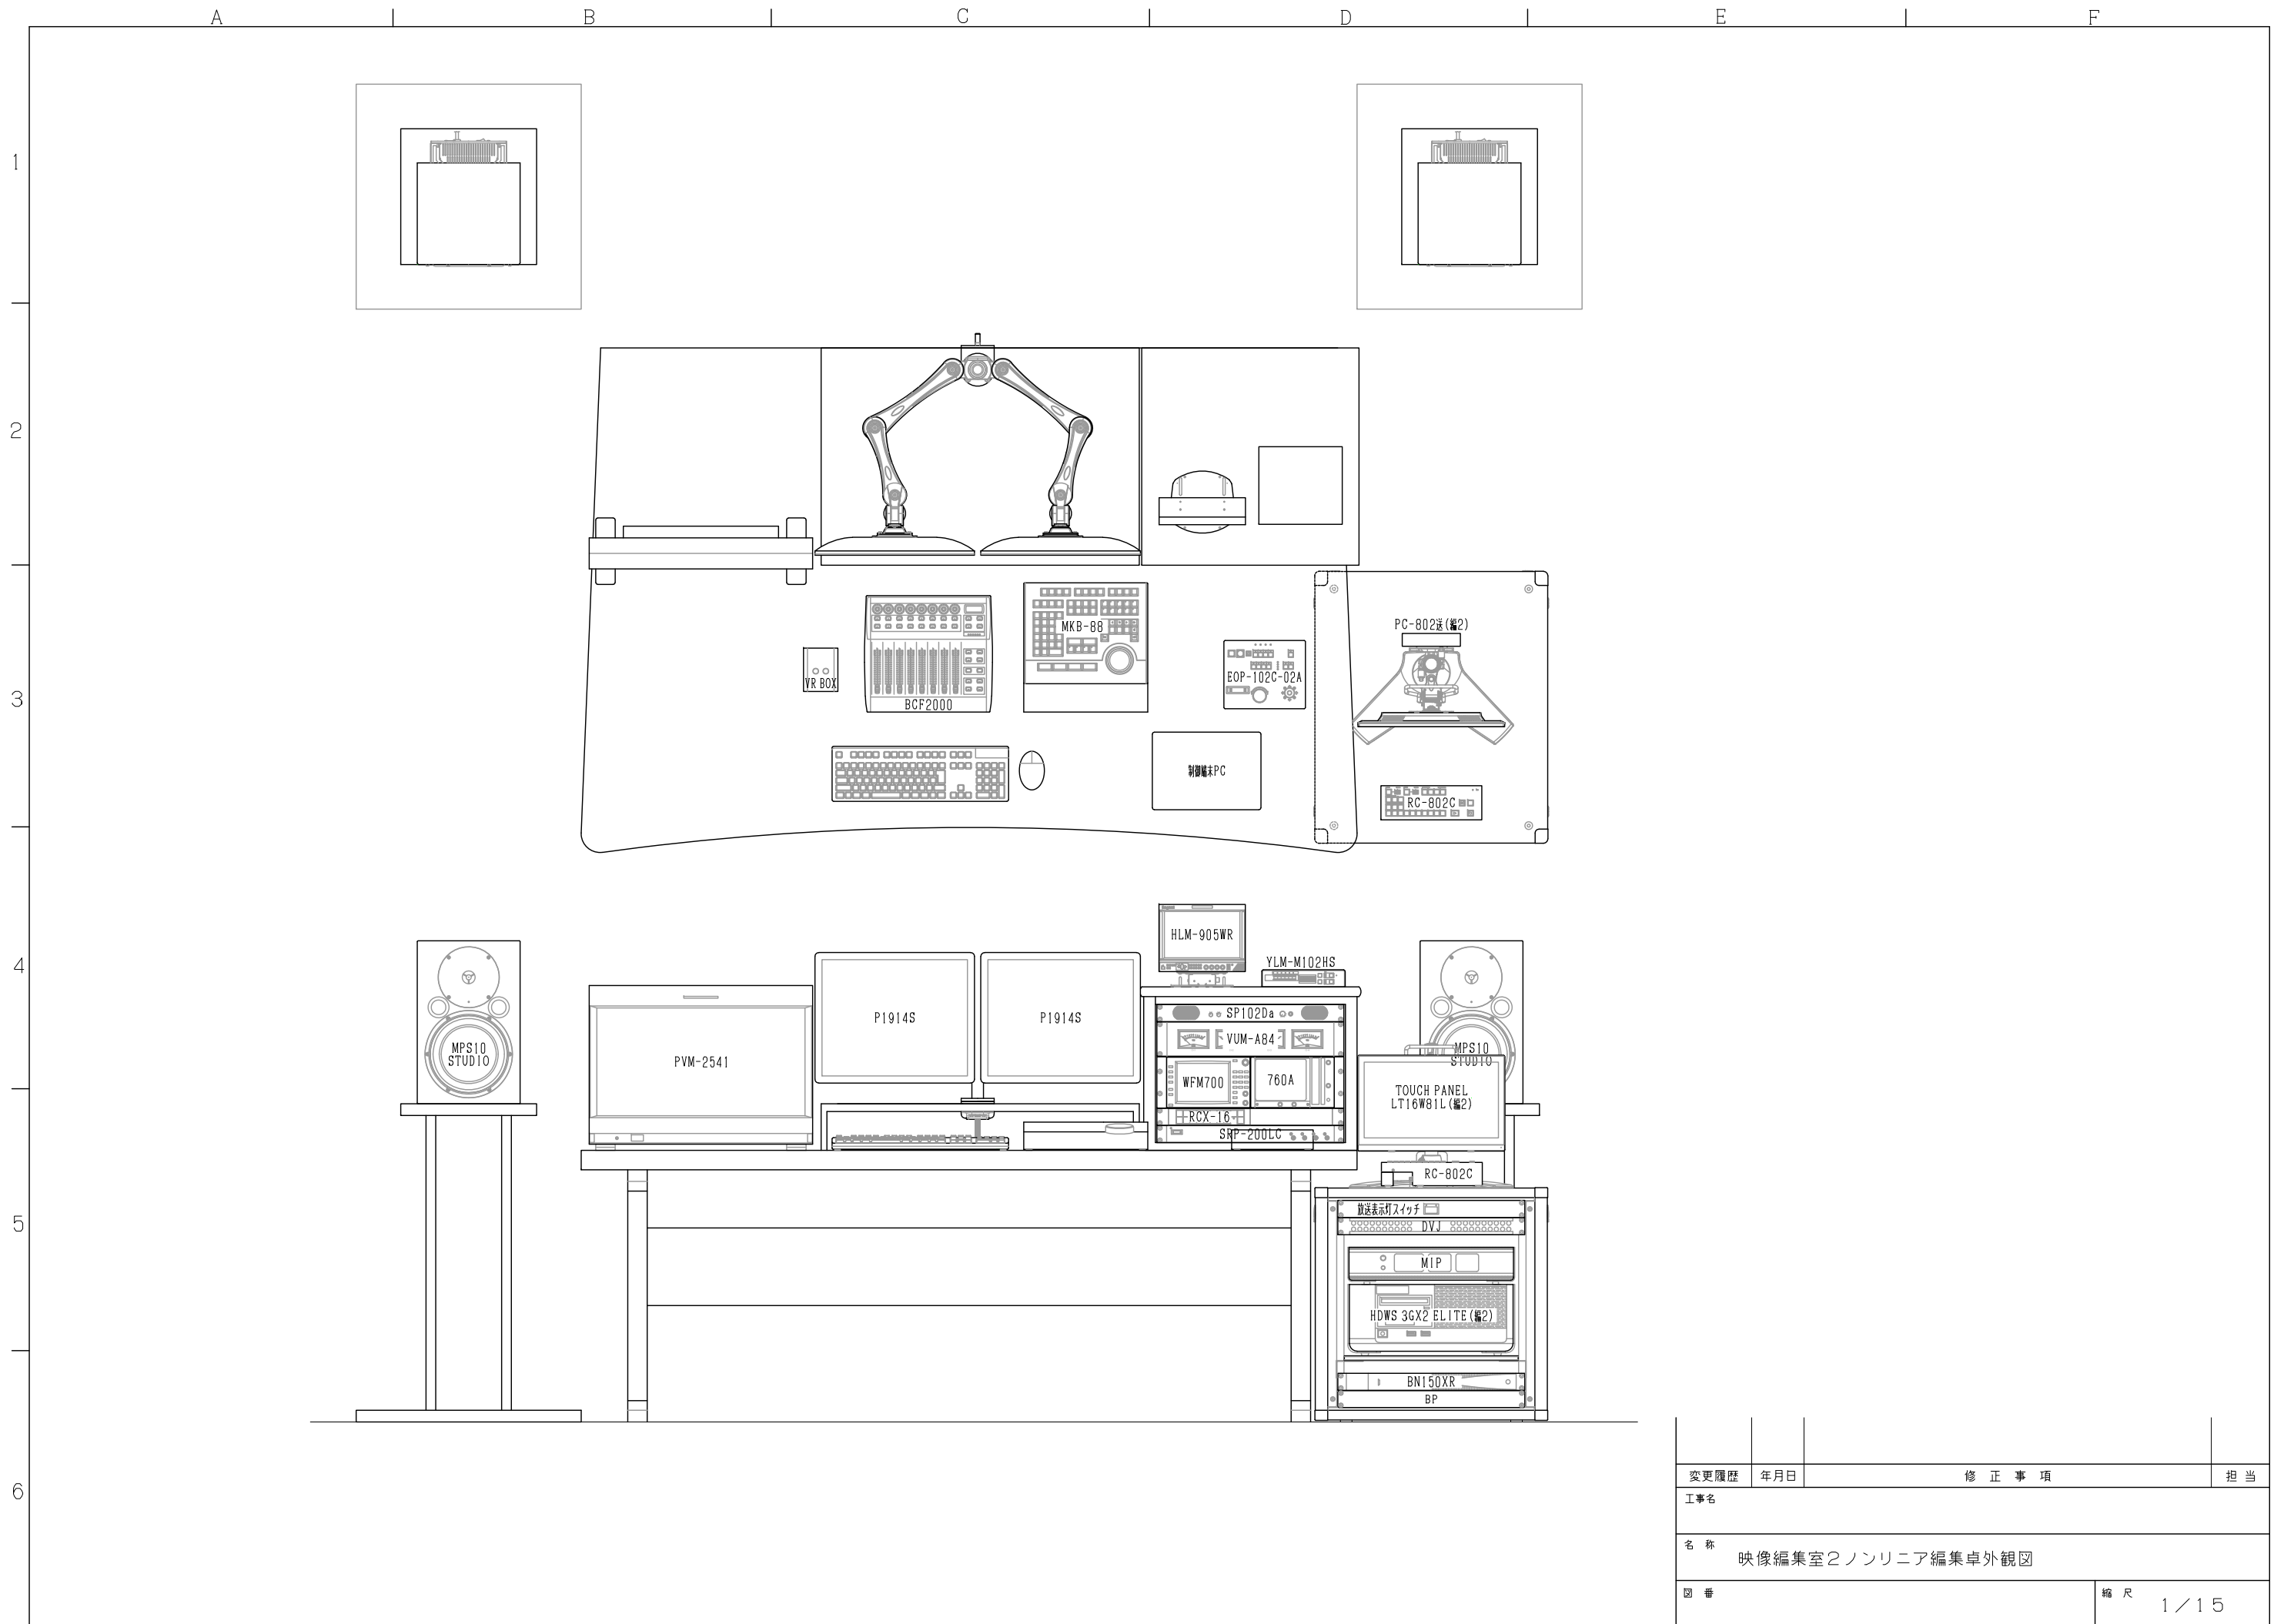 A B C D E F
1
2
3
4
5
6
MKB-88
PC-802送(編2)
VR BOX
EOP-102C-02A
BCF2000
制御端末PC
RC-802C
HLM-905WR
YLM-M102HS
SP102Da
P1914S
P1914S
VUM-A84
MPS10
STUDIO
MPS10
STUDIO
PVM-2541
WFM700
760A
TOUCH PANEL
LT16W81L(編2)
RCX-16
SRP-200LC
RC-802C
放送表示灯スイッチ
DVJ
MIP
HDWS 3GX2 ELITE(編2)
BN150XR
BP
変更履歴 年月日 修正事項 担当
工事名
名称
映像編集室2ノンリニア編集卓外観図
図番
縮尺
1/15